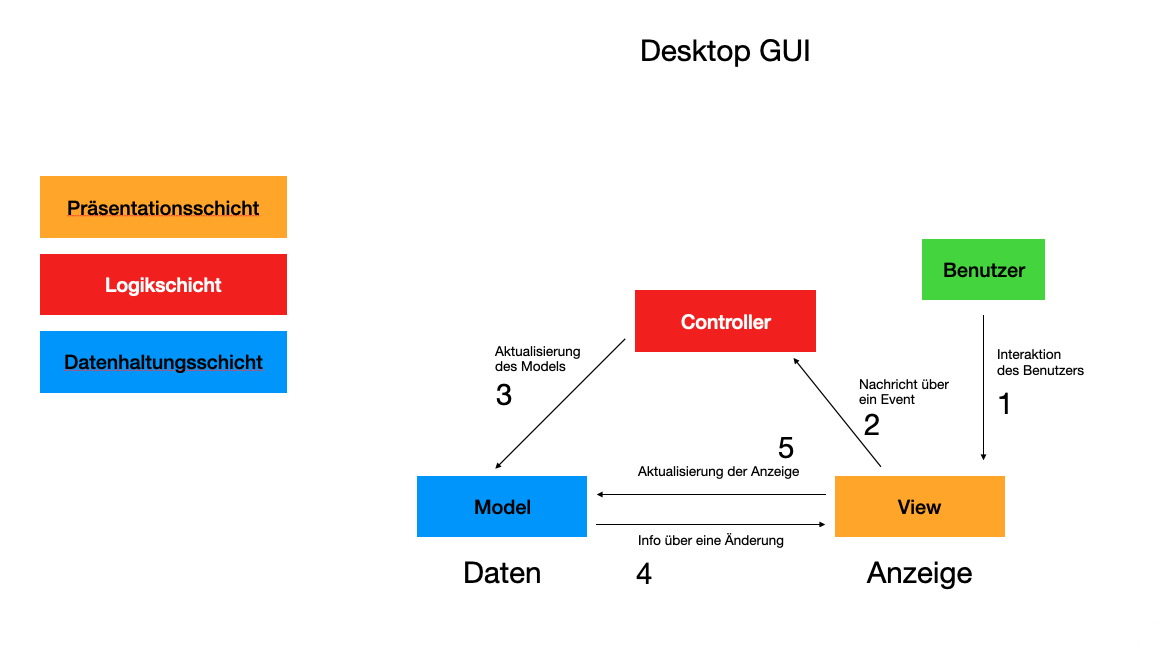 Desktop GUI
Präsentationsschicht
Logikschicht
Datenhaltungsschicht
Benutzer
Controller
Aktualisierung
des Models
3
Interaktion
des Benutzers
1
Nachricht über
ein Event
2
5
Aktualisierung der Anzeige
Model
View
Info über eine Änderung
4
Daten
Anzeige